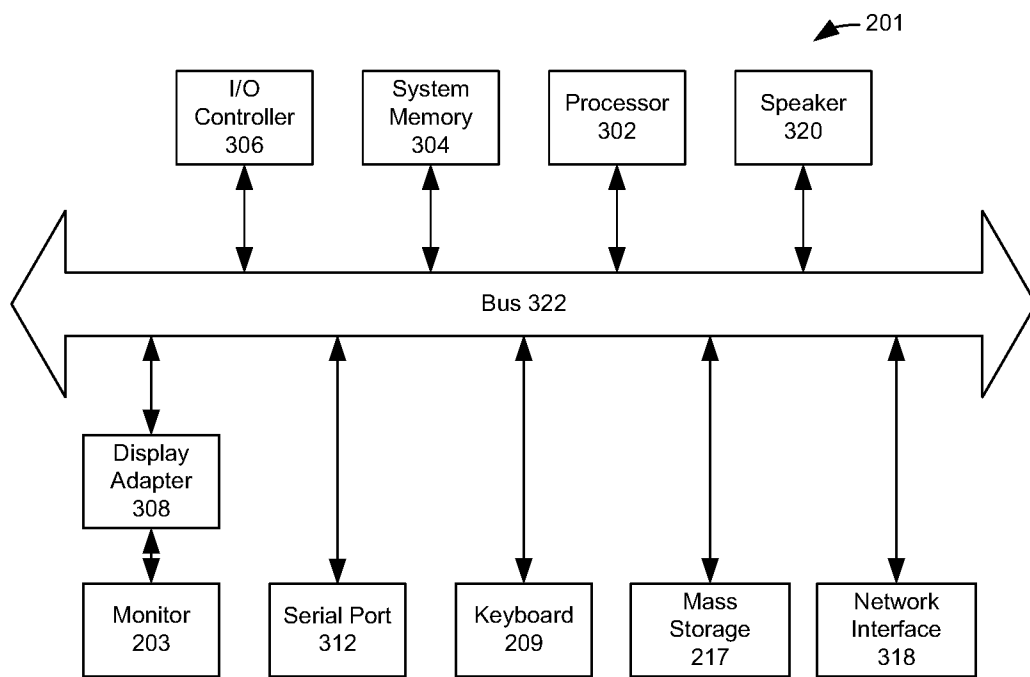 201
I/O
Controller
306
System
Memory
304
Processor
302
Speaker
320
Bus 322
Display
Adapter
308
Monitor
203
Serial Port
312
Keyboard
209
Mass
Storage
217
Network
Interface
318